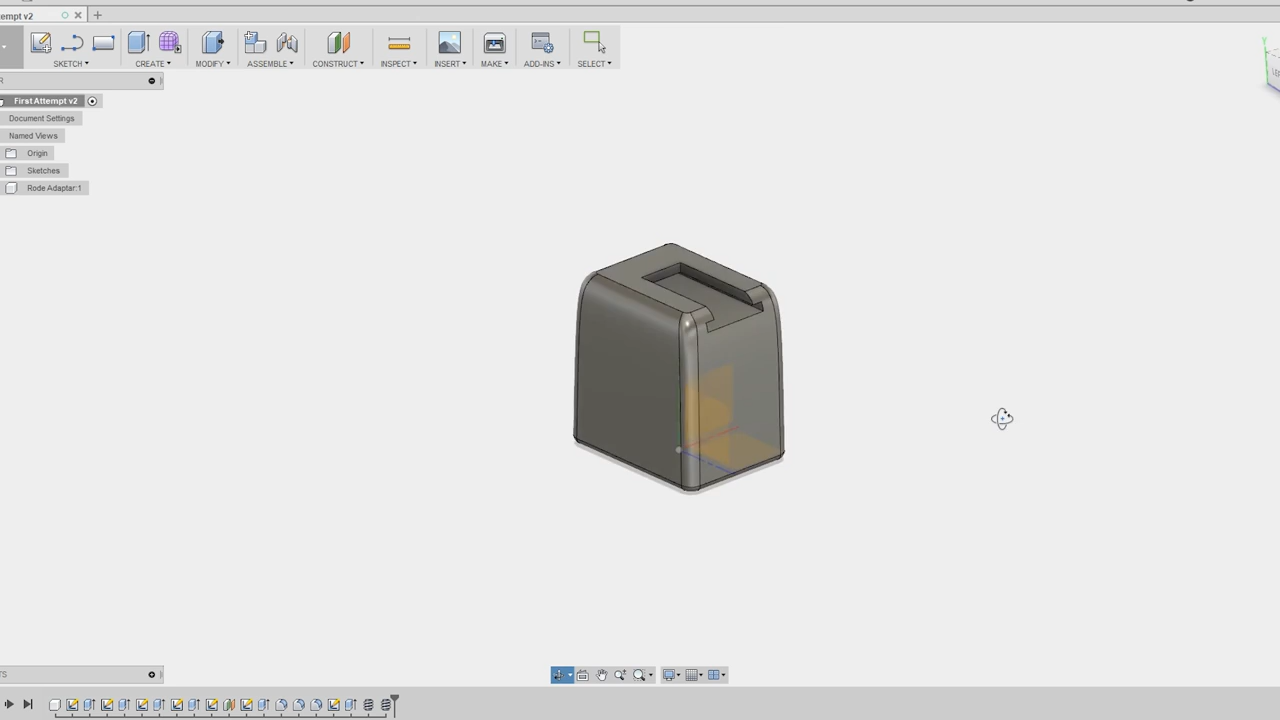 empt v2
SKETCH CREATE MODIFY ASSEMBLE CONSTRUCT INSPECT INSERT MAKE ADD-INS SELECT
R
First Attempt v2
Document Settings
Named Views
Origin
Sketches
Rode Adaptar:1
TS